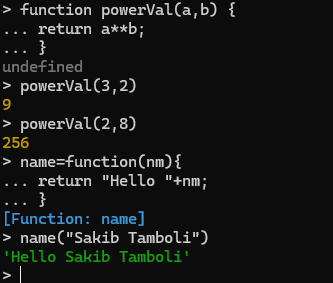 > function powerVal(a,b) {
... return a**b;
... }
undefined
> powerVal(3,2)
9
> powerVal(2,8)
256
> name=function(nm){
... return "Hello "+nm;
... }
[Function: name]
> name("Sakib Tamboli")
'Hello Sakib Tamboli'
>